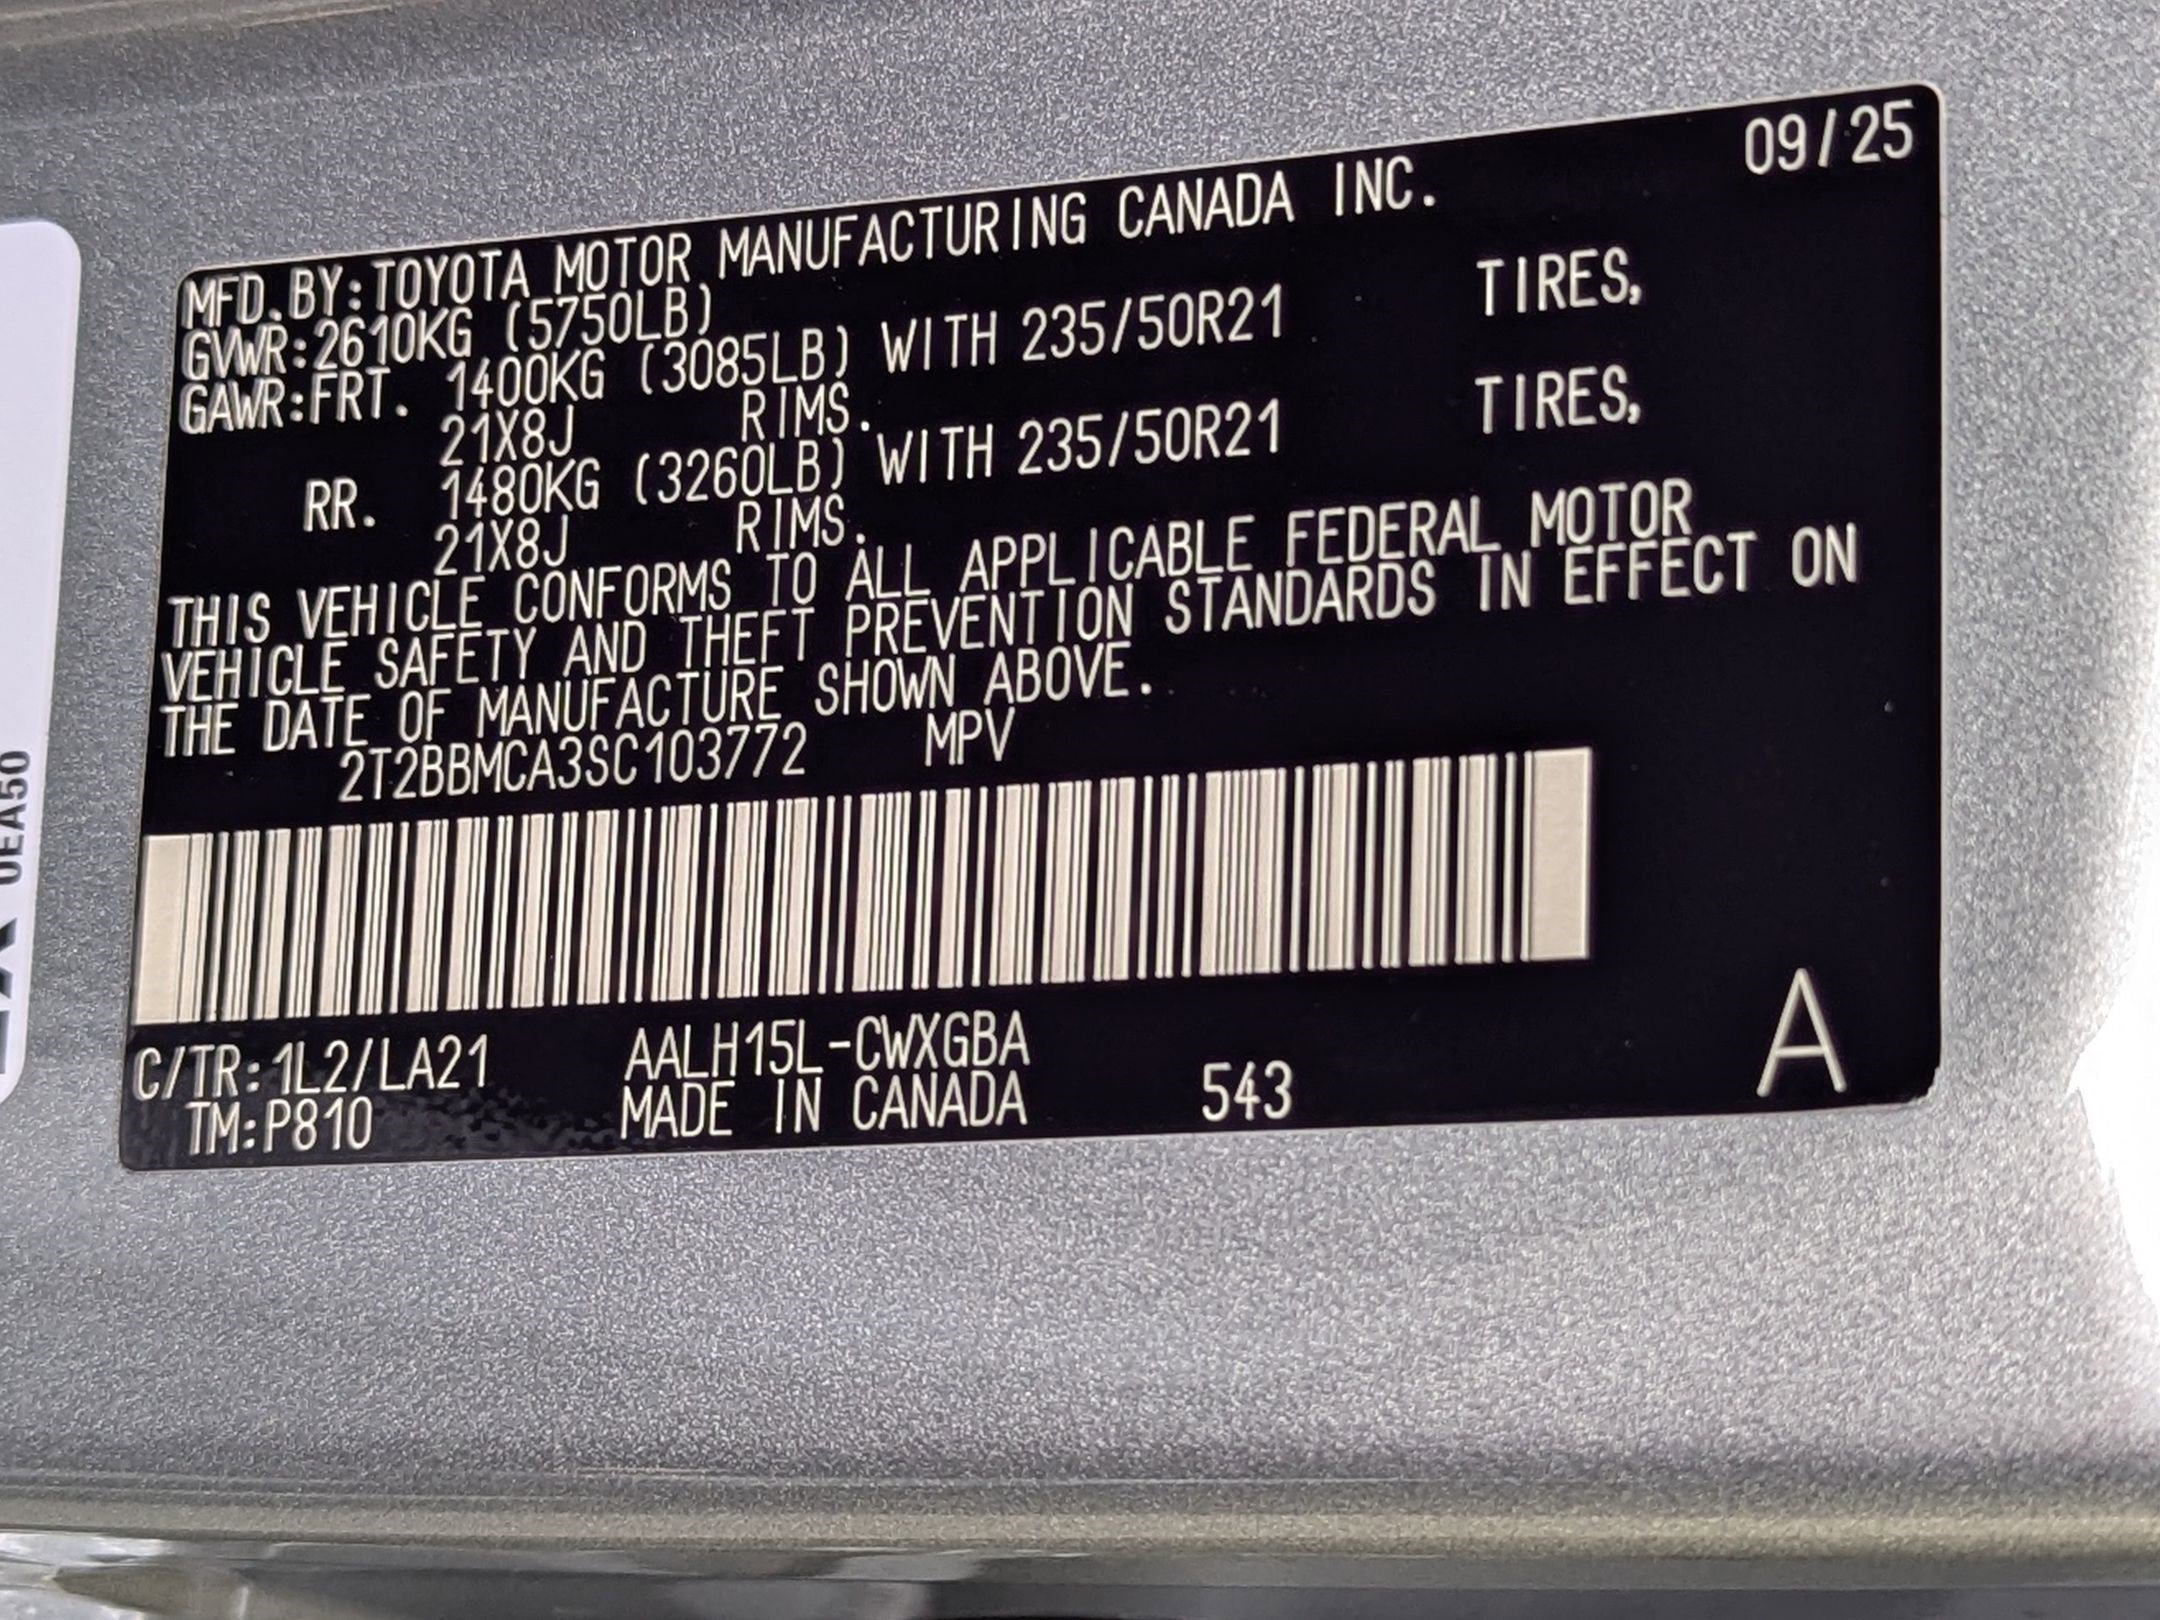 09/25
MFD.BY:TOYOTA MOTOR MANUFACTURING CANADA INC.
GVWR:2610KG (5750LB)
GAWR:FRT. 1400KG (3085LB) WITH 235/50R21 TIRES,
21X8J RIMS.
RR. 1480KG (3260LB) WITH 235/50R21 TIRES,
21X8J RIMS.
THIS VEHICLE CONFORMS TO ALL APPLICABLE FEDERAL MOTOR
VEHICLE SAFETY AND THEFT PREVENTION STANDARDS IN EFFECT ON
THE DATE OF MANUFACTURE SHOWN ABOVE.
2T2BBMCA3SC103772 MPV
C/TR:1L2/LA21 AALH15L-CWXGBA A
TM:P810 MADE IN CANADA 543
0EA50